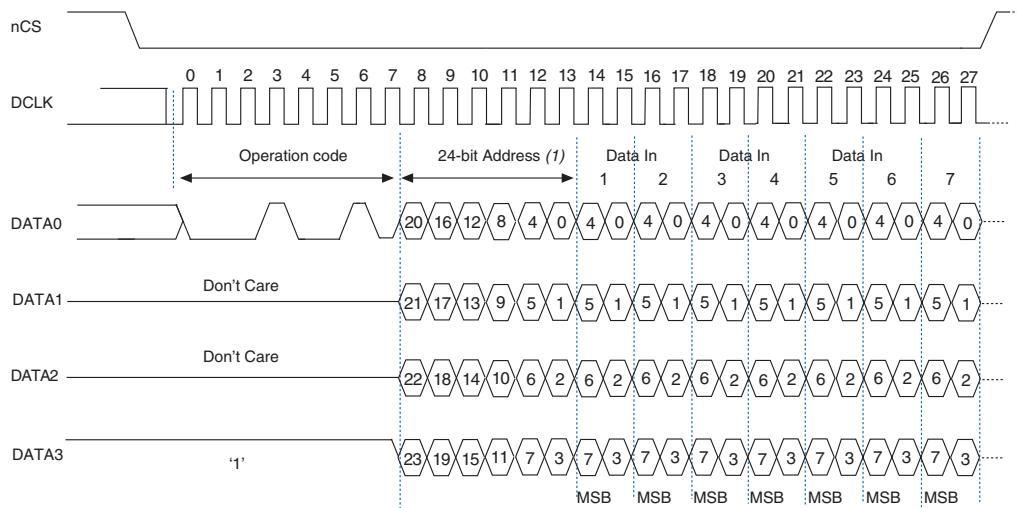 nCS
0 1 2 3 4 5 6 7 8 9 10 11 12 13 14 15 16 17 18 19 20 21 22 23 24 25 26 27
DCLK
Operation code 24-bit Address (1) Data In Data In Data In
1 2 3 4 5 6 7
DATA0 20 16 12 8 4 0 4 0 4 0 4 0 4 0 4 0 4 0 4 0
Don't Care
DATA1 21 17 13 9 5 1 5 1 5 1 5 1 5 1 5 1 5 1 5 1
Don't Care
DATA2 22 18 14 10 6 2 6 2 6 2 6 2 6 2 6 2 6 2 6 2
DATA3 '1' 23 19 15 11 7 3 7 3 7 3 7 3 7 3 7 3 7 3 7 3
MSB MSB MSB MSB MSB MSB MSB